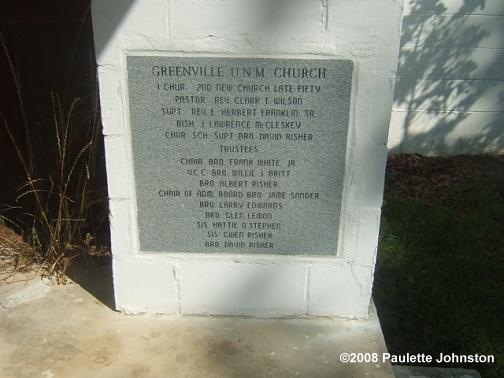 GREENVILLE U.N.M. CHURCH
1 CHUR. 2ND NEW CHURCH LATE FIFTY
PASTOR REV. CLARK T. WILSON
SUPT. REV. E. HERBERT FRANKLIN SR.
BISH. J. LAWRENCE McCLESKEY
CHUR. SCH. SUPT. BRO. DAVID RISHER
TRUSTEES:
CHAIR. BRO. FRANK WHITE, JR.
V.C.C. BRO. WILLIE J. BRITT
BRO. ALBERT RISHER
CHAIR OF ADM. BOARD BRO. JAME SANDER
BRO. LARRY EDWARDS
BRO. GLEN LEMON
SIS. HATTIE O. STEPHEN
SIS. GWEN RISHER
BRO. DAVID RISHER
©2008 Paulette Johnston